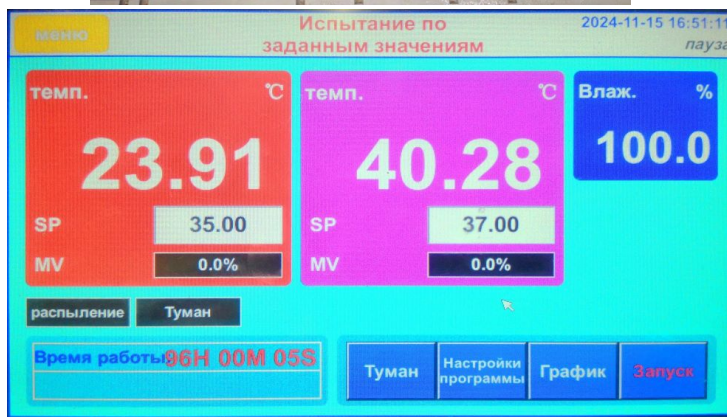 меню
Испытание по
заданным значениям
2024-11-15 16:51:11
пауза
темп. ℃
23.91
SP 35.00
MV 0.0%
темп. ℃
40.28
SP 37.00
MV 0.0%
Влаж. %
100.0
распыление
Туман
Время работы: 96H 00M 05S
Туман
Настройки
программы
График
Запуск